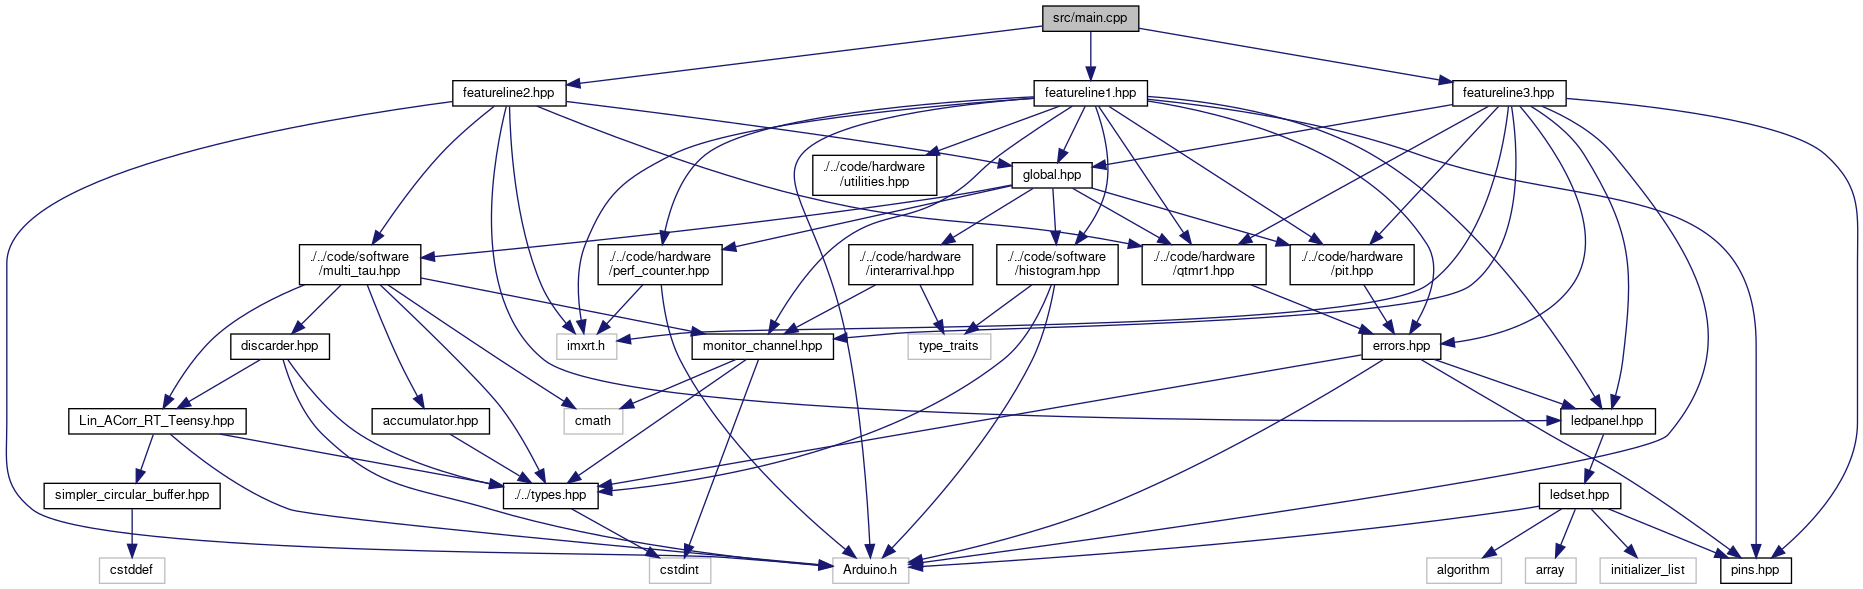 src/main.cpp
featureline2.hpp
featureline1.hpp
featureline3.hpp
./../code/hardware
/utilities.hpp
global.hpp
./../code/software
/multi_tau.hpp
./../code/hardware
/perf_counter.hpp
./../code/hardware
/interarrival.hpp
./../code/software
/histogram.hpp
./../code/hardware
/qtmr1.hpp
./../code/hardware
/pit.hpp
discarder.hpp
imxrt.h
monitor_channel.hpp
type_traits
errors.hpp
Lin_ACorr_RT_Teensy.hpp
accumulator.hpp
cmath
ledpanel.hpp
simpler_circular_buffer.hpp
./../types.hpp
ledset.hpp
cstddef
cstdint
Arduino.h
algorithm
array
initializer_list
pins.hpp